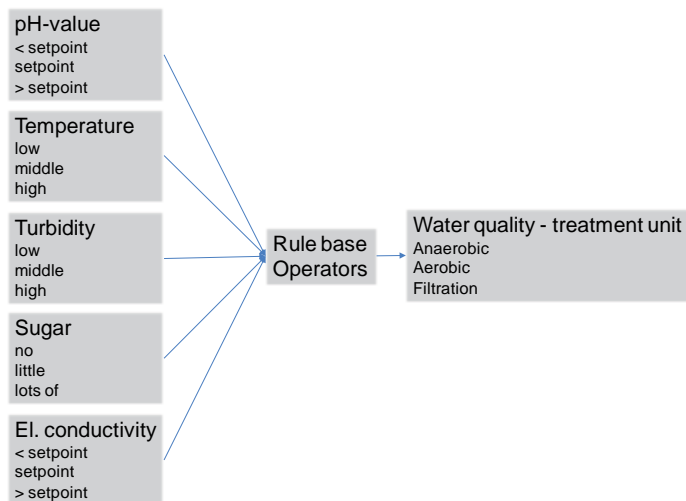 pH-value
< setpoint
setpoint
> setpoint
Temperature
low
middle
high
Turbidity
low
middle
high
Sugar
no
little
lots of
El. conductivity
< setpoint
setpoint
> setpoint
Rule base
Operators
Water quality - treatment unit
Anaerobic
Aerobic
Filtration